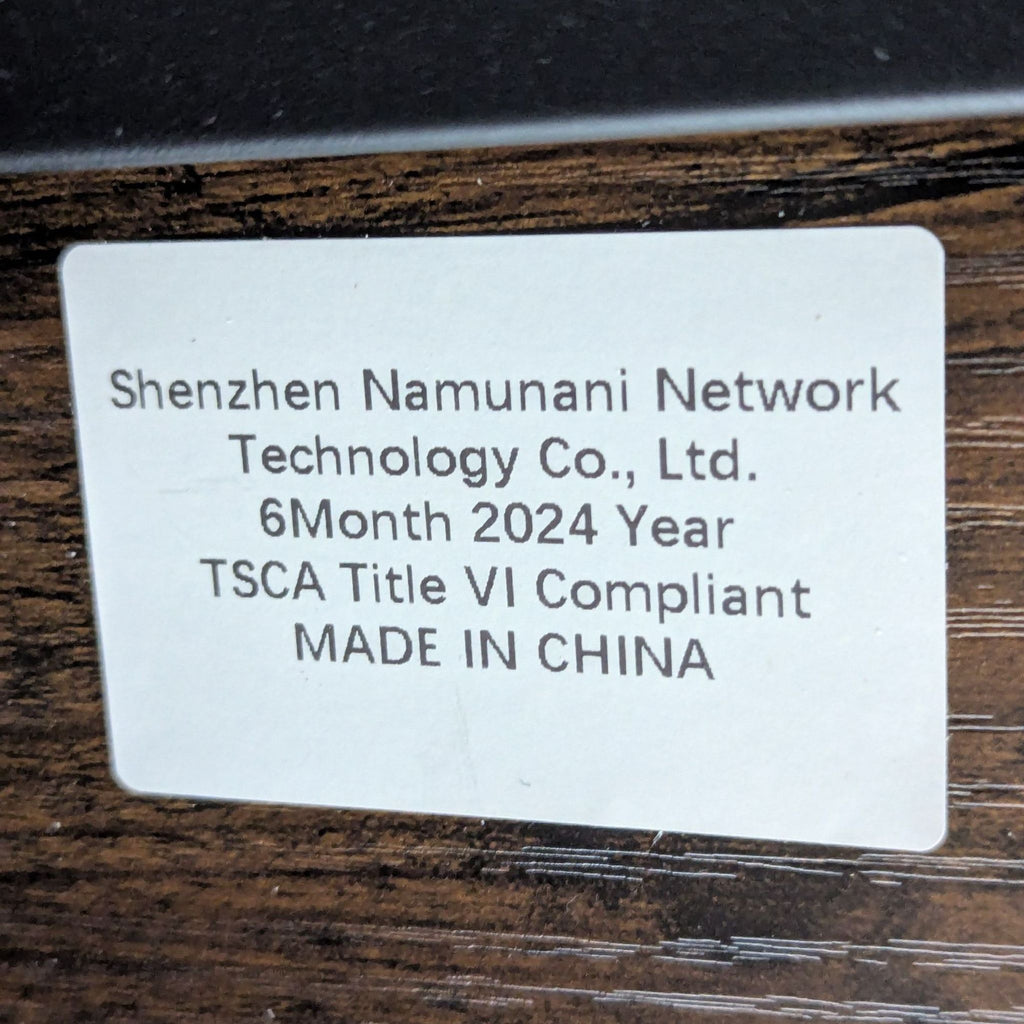 Shenzhen Namunani Network
Technology Co., Ltd.
6Month 2024 Year
TSCA Title VI Compliant
MADE IN CHINA